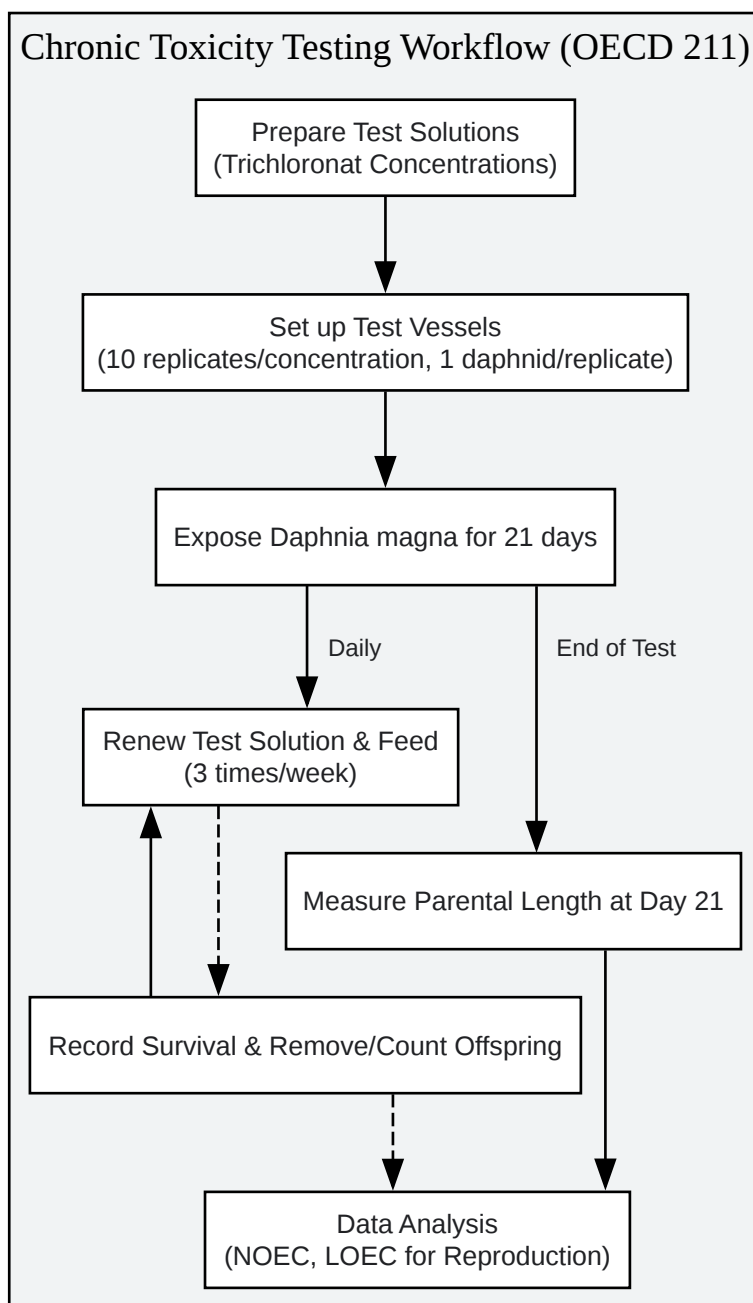 Chronic Toxicity Testing Workflow (OECD 211)
Prepare Test Solutions
(Trichloronat Concentrations)
Set up Test Vessels
(10 replicates/concentration, 1 daphnid/replicate)
Expose Daphnia magna for 21 days
Daily
End of Test
Renew Test Solution & Feed
(3 times/week)
Measure Parental Length at Day 21
Record Survival & Remove/Count Offspring
Data Analysis
(NOEC, LOEC for Reproduction)